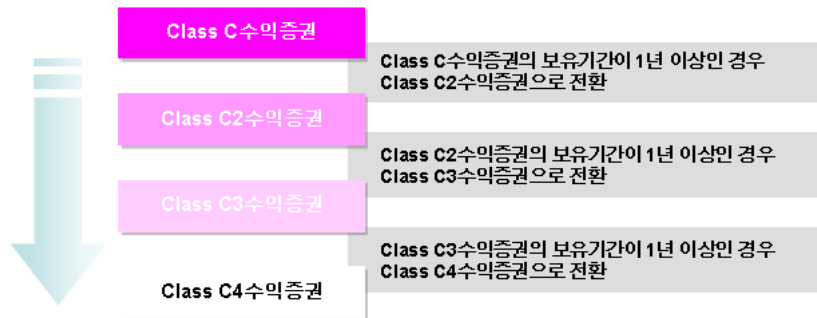 Class C수익증권
Class C수익증권의 보유기간이 1년 이상인 경우
Class C2수익증권으로 전환
Class C2수익증권
Class C2수익증권의 보유기간이 1년 이상인 경우
Class C3수익증권으로 전환
Class C3수익증권
Class C3수익증권의 보유기간이 1년 이상인 경우
Class C4수익증권으로 전환
Class C4수익증권